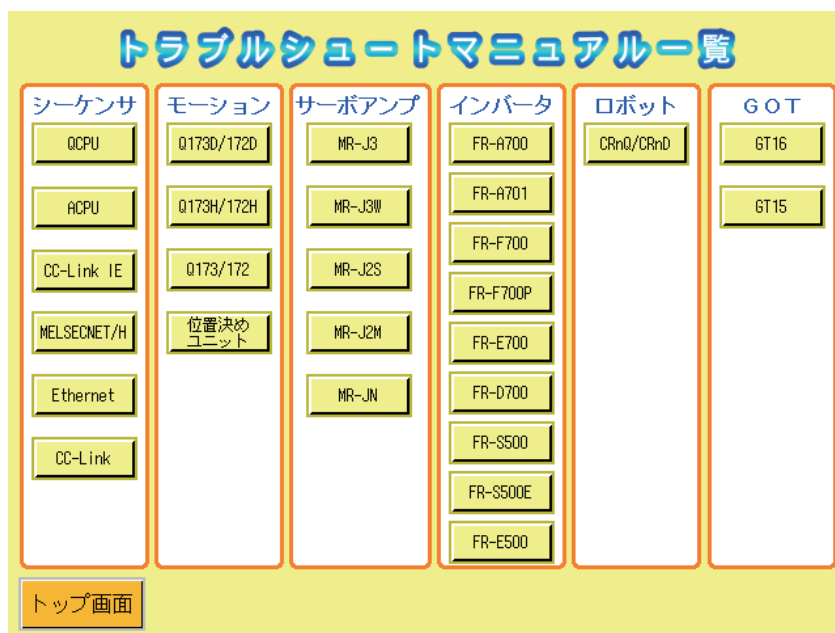 トラブルシュートマニュアル一覧
シーケンサ
QCPU
ACPU
CC-Link IE
MELSECNET/H
Ethernet
CC-Link
モーション
Q173D/172D
Q173H/172H
Q173/172
位置決め
ユニット
サーボアンプ
MR-J3
MR-J3W
MR-J2S
MR-J2M
MR-JN
インバータ
FR-A700
FR-A701
FR-F700
FR-F700P
FR-E700
FR-D700
FR-S500
FR-S500E
FR-E500
ロボット
CRnQ/CRnD
GOT
GT16
GT15
トップ画面